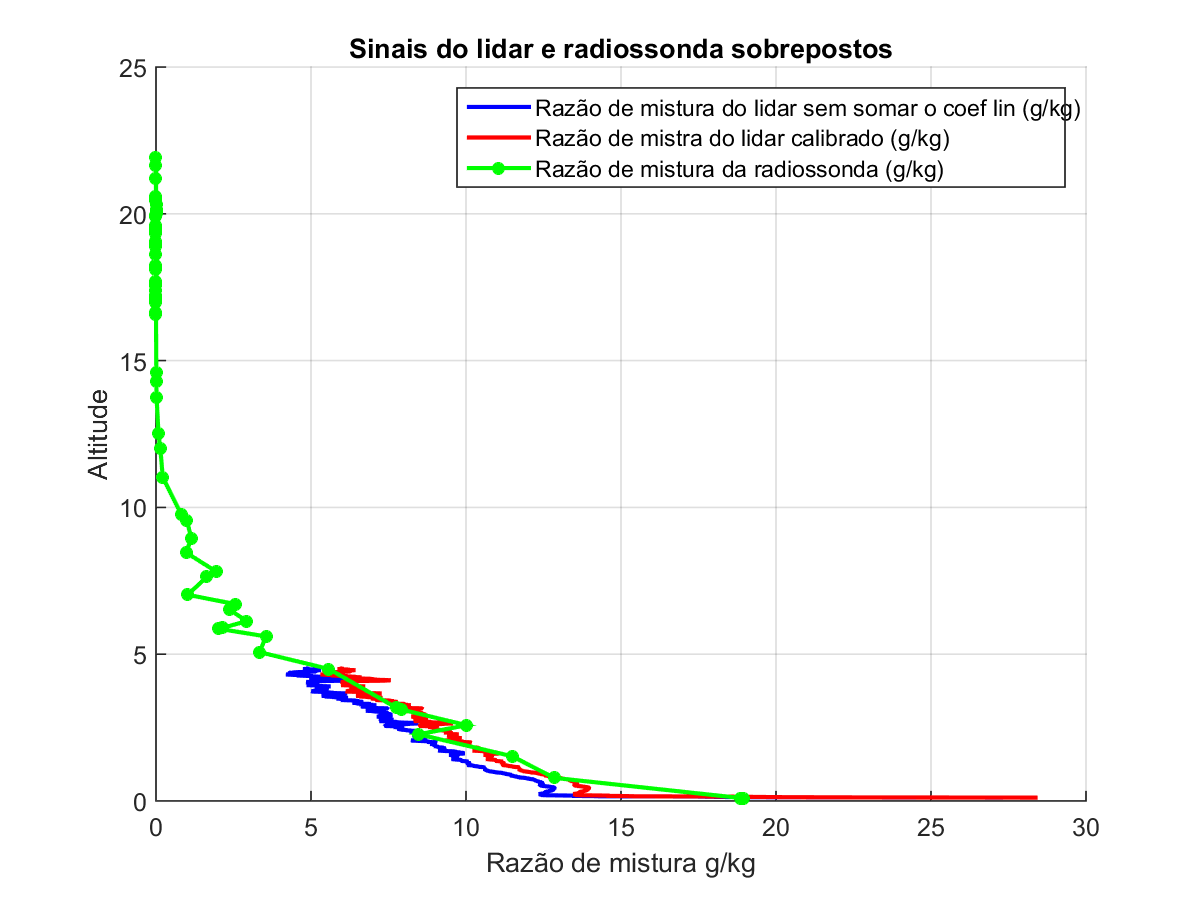 Sinais do lidar e radiossonda sobrepostos
25
Razão de mistura do lidar sem somar o coef lin (g/kg)
Razão de mistra do lidar calibrado (g/kg)
Razão de mistura da radiossonda (g/kg)
20
15
Altitude
10
5
0
0 5 10 15 20 25 30
Razão de mistura g/kg